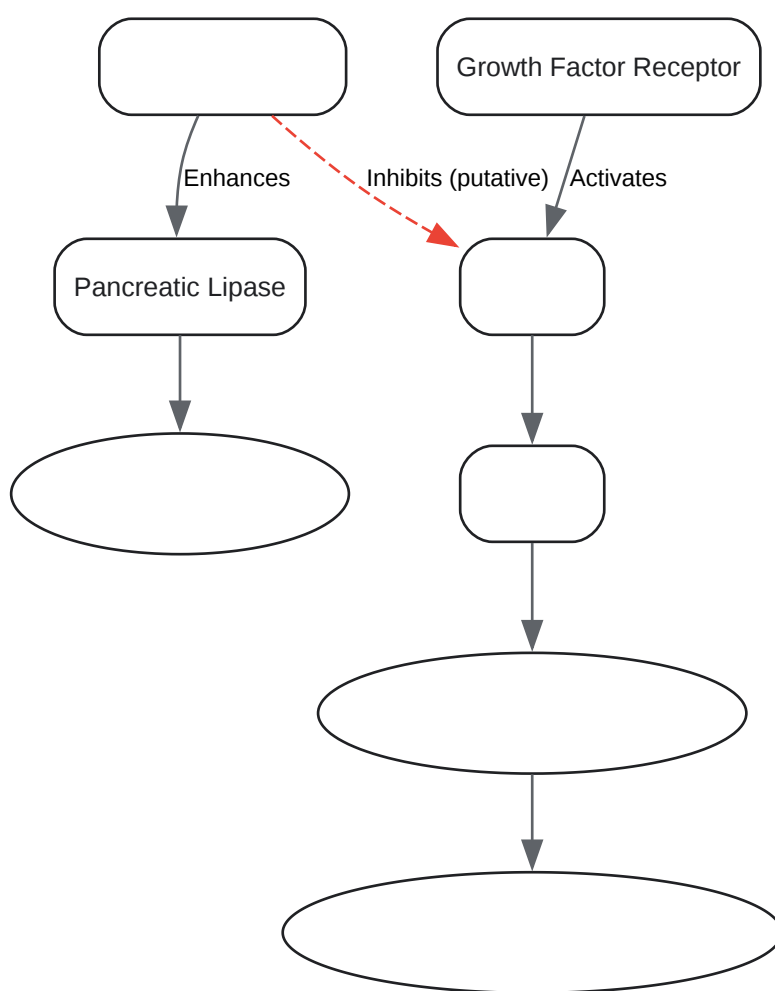 Growth Factor Receptor
Enhances
Inhibits (putative)
Activates
Pancreatic Lipase